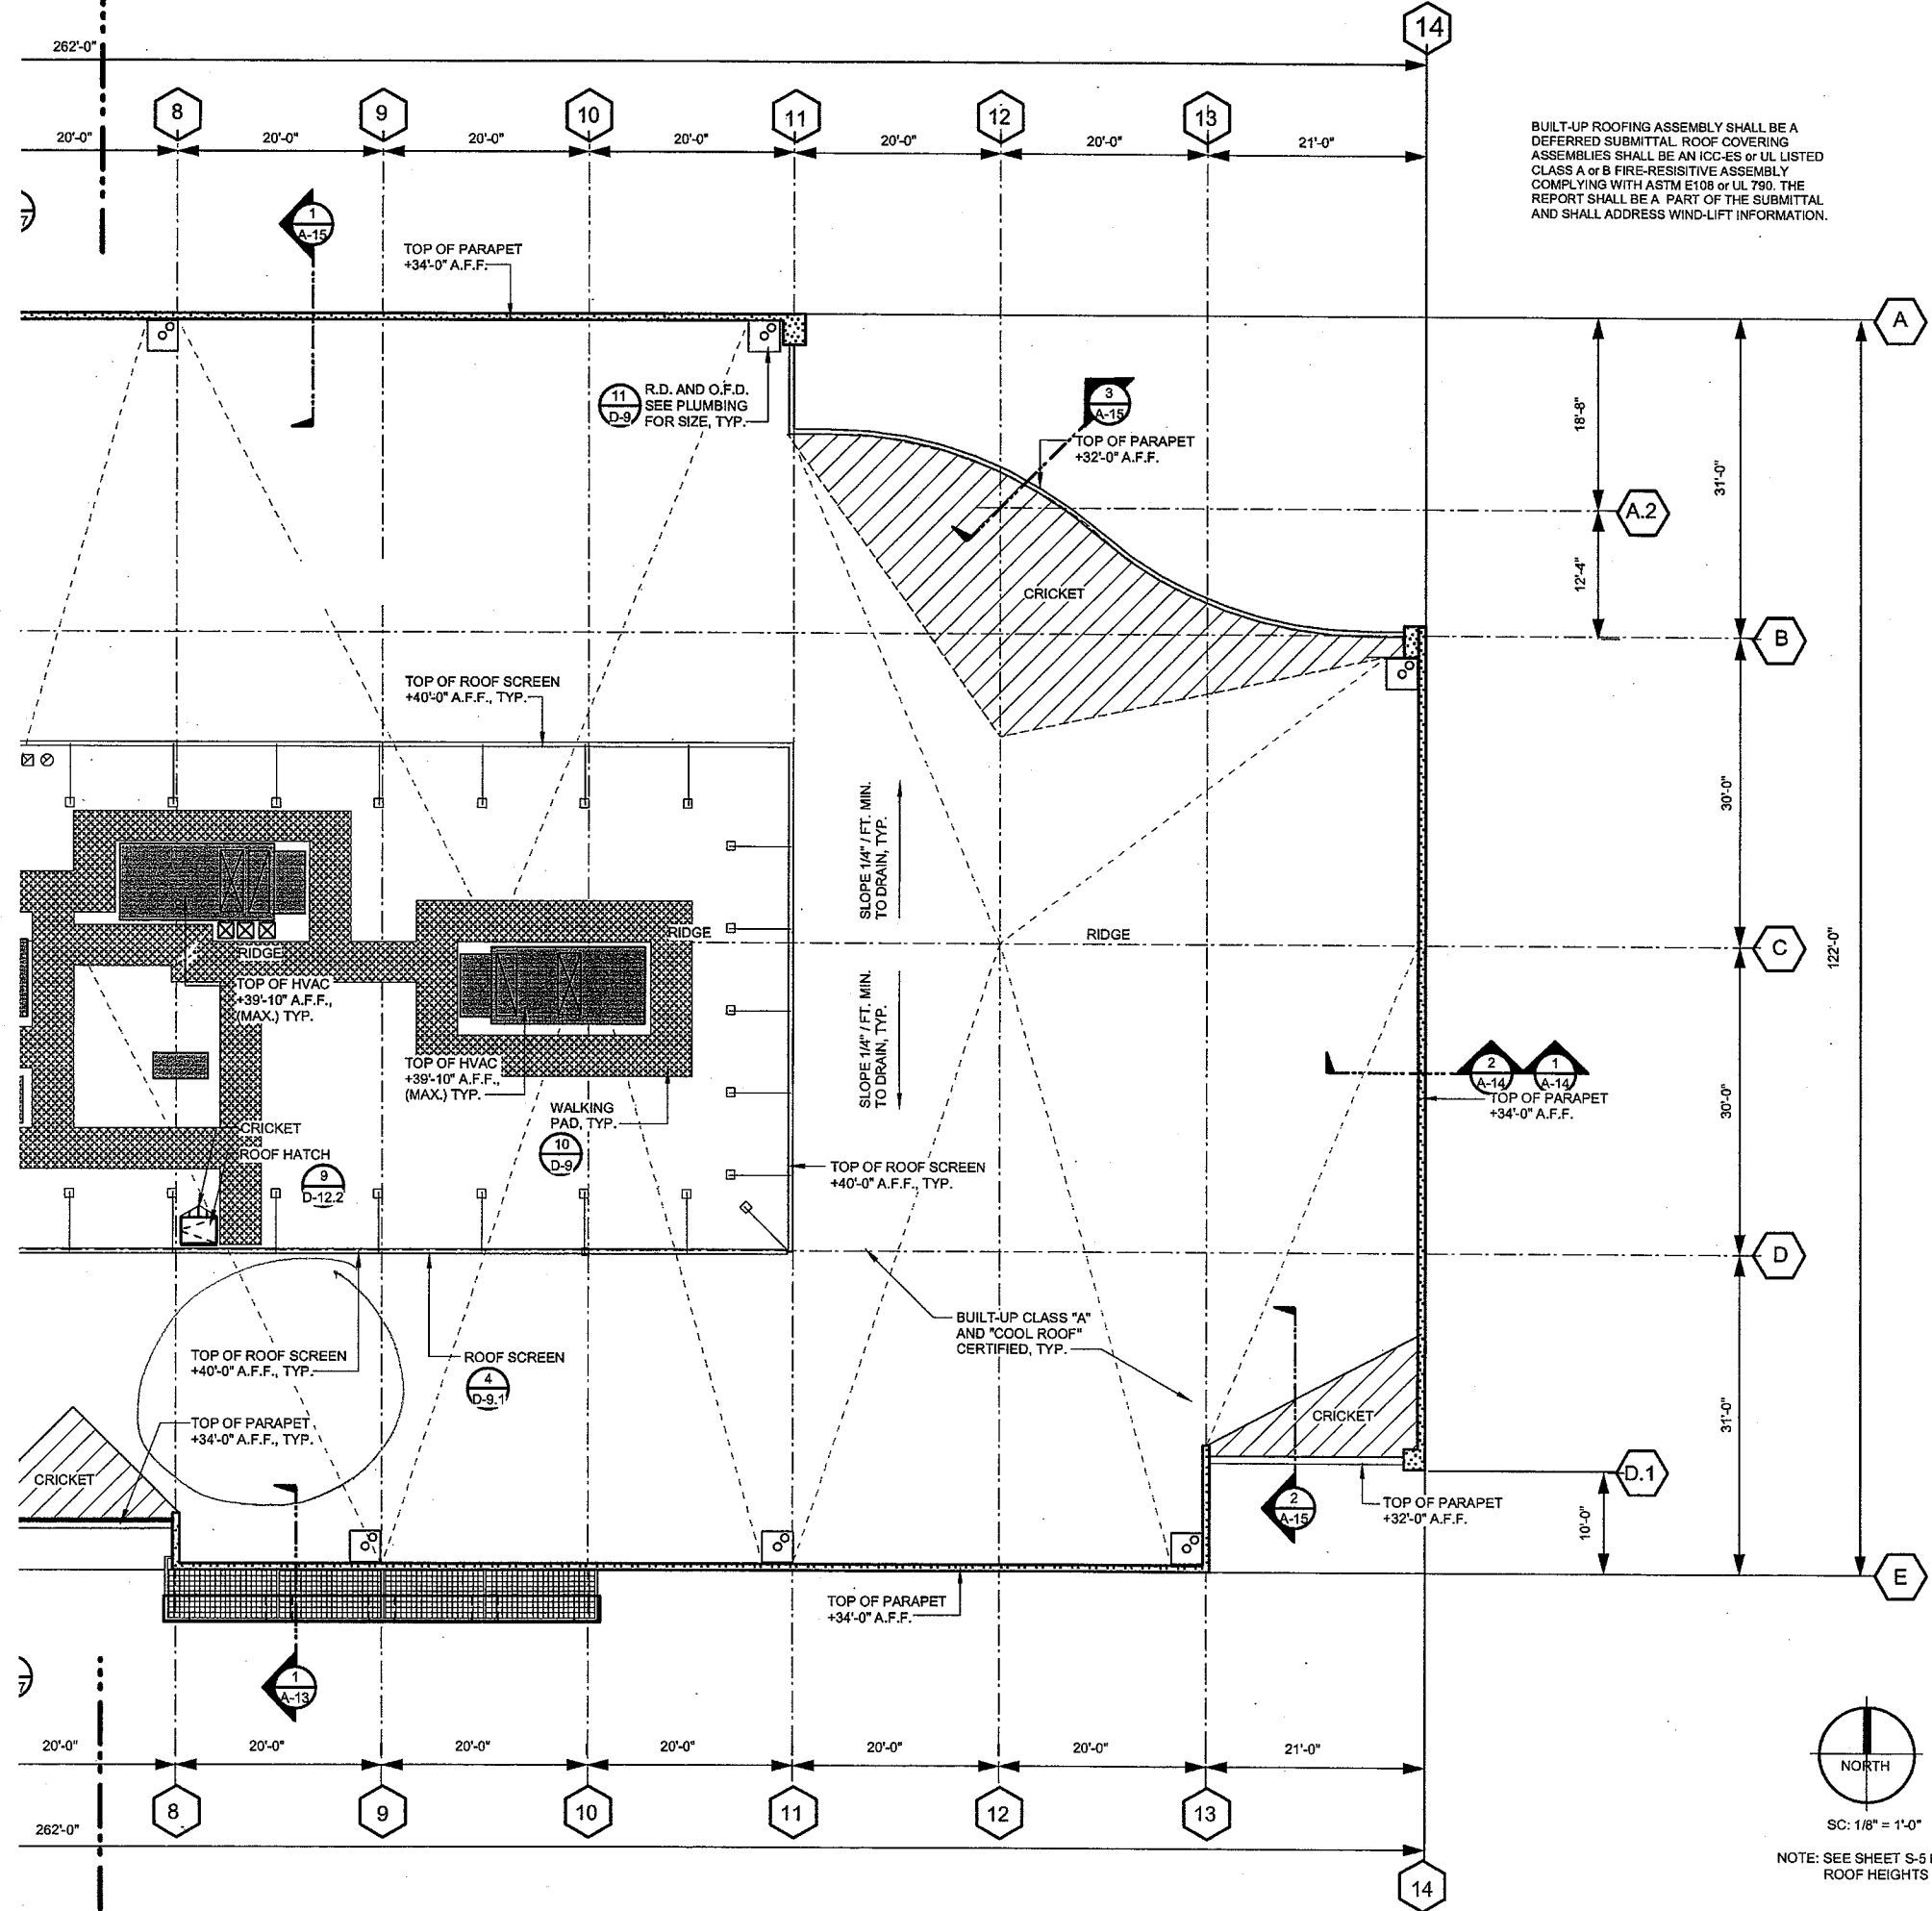 14
262'-0"
8
9
10
11
12
13
20'-0"
20'-0"
20'-0"
20'-0"
20'-0"
20'-0"
21'-0"
BUILT-UP ROOFING ASSEMBLY SHALL BE A
DEFERRED SUBMITTAL. ROOF COVERING
ASSEMBLIES SHALL BE AN ICC-ES or UL LISTED
CLASS A or B FIRE-RESISITIVE ASSEMBLY
COMPLYING WITH ASTM E108 or UL 790. THE
REPORT SHALL BE A PART OF THE SUBMITTAL
AND SHALL ADDRESS WIND-LIFT INFORMATION.
7
1
A-15
TOP OF PARAPET
+34'-0" A.F.F.
A
11
D-9
R.D. AND O.F.D.
SEE PLUMBING
FOR SIZE, TYP.
3
A-15
TOP OF PARAPET
+32'-0" A.F.F.
18'-8"
31'-0"
A.2
12'-4"
CRICKET
B
TOP OF ROOF SCREEN
+40'-0" A.F.F., TYP.
SLOPE 1/4" / FT. MIN.
TO DRAIN, TYP.
30'-0"
RIDGE
RIDGE
RIDGE
C
122'-0"
TOP OF HVAC
+39'-10" A.F.F.,
(MAX.) TYP.
SLOPE 1/4" / FT. MIN.
TO DRAIN, TYP.
TOP OF HVAC
+39'-10" A.F.F.,
(MAX.) TYP.
2
A-14
1
A-14
TOP OF PARAPET
+34'-0" A.F.F.
30'-0"
WALKING
PAD, TYP.
10
D-9
CRICKET
ROOF HATCH
9
D-12.2
TOP OF ROOF SCREEN
+40'-0" A.F.F., TYP.
D
BUILT-UP CLASS "A"
AND "COOL ROOF"
CERTIFIED, TYP.
TOP OF ROOF SCREEN
+40'-0" A.F.F., TYP.
ROOF SCREEN
4
D-9.1
TOP OF PARAPET
+34'-0" A.F.F., TYP.
CRICKET
CRICKET
31'-0"
D.1
2
A-15
TOP OF PARAPET
+32'-0" A.F.F.
10'-0"
E
TOP OF PARAPET
+34'-0" A.F.F.
7
1
A-13
20'-0"
20'-0"
20'-0"
20'-0"
20'-0"
20'-0"
21'-0"
NORTH
8
9
10
11
12
13
262'-0"
SC: 1/8" = 1'-0"
NOTE: SEE SHEET S-5
ROOF HEIGHTS
14